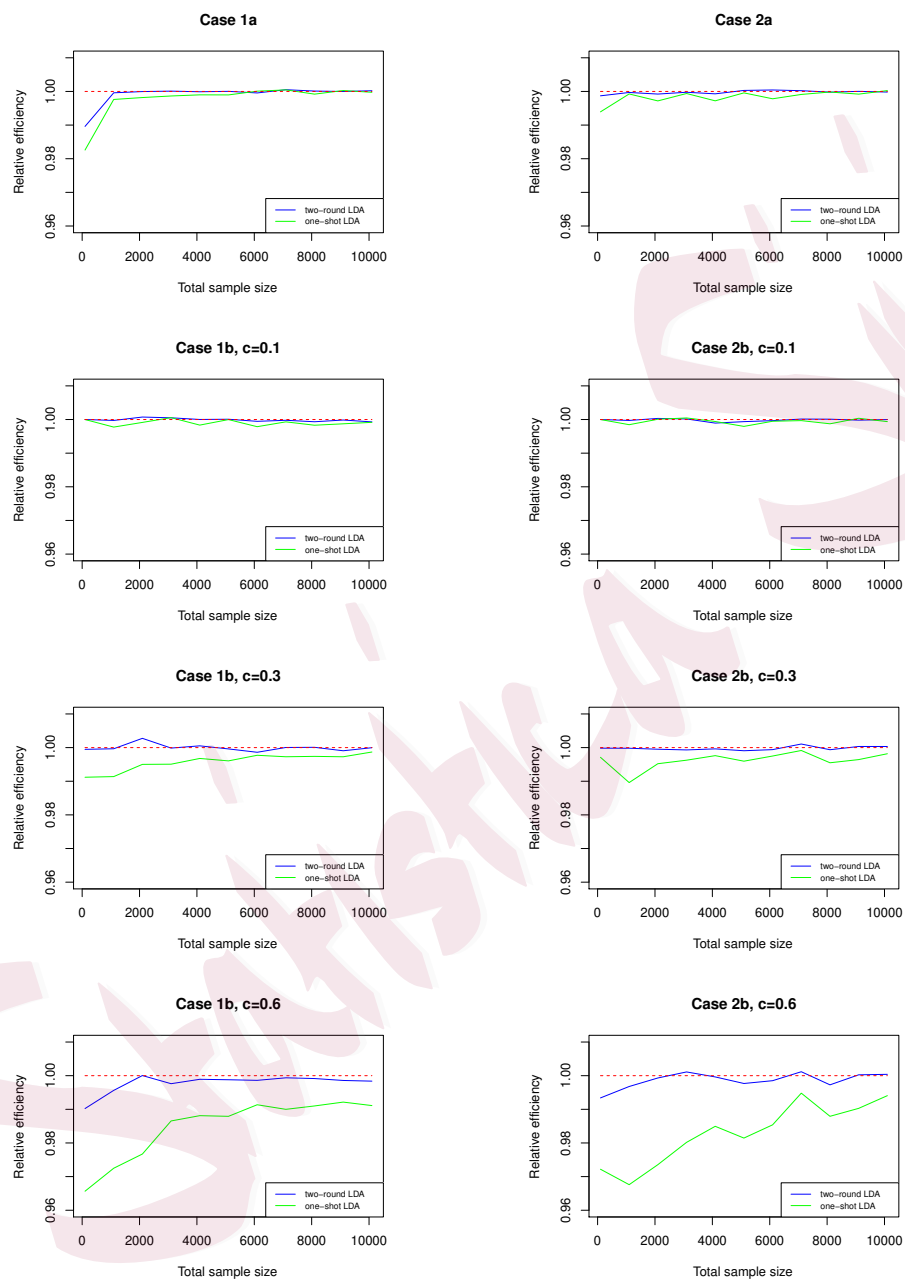 Case 1a
Relative efficiency
1.00
0.98
0.96
two-round LDA
one-shot LDA
0 2000 4000 6000 8000 10000
Total sample size
Case 2a
Relative efficiency
1.00
0.98
0.96
two-round LDA
one-shot LDA
0 2000 4000 6000 8000 10000
Total sample size
Case 1b, c=0.1
Relative efficiency
1.00
0.98
0.96
two-round LDA
one-shot LDA
0 2000 4000 6000 8000 10000
Total sample size
Case 2b, c=0.1
Relative efficiency
1.00
0.98
0.96
two-round LDA
one-shot LDA
0 2000 4000 6000 8000 10000
Total sample size
Case 1b, c=0.3
Relative efficiency
1.00
0.98
0.96
two-round LDA
one-shot LDA
0 2000 4000 6000 8000 10000
Total sample size
Case 2b, c=0.3
Relative efficiency
1.00
0.98
0.96
two-round LDA
one-shot LDA
0 2000 4000 6000 8000 10000
Total sample size
Case 1b, c=0.6
Relative efficiency
1.00
0.98
0.96
two-round LDA
one-shot LDA
0 2000 4000 6000 8000 10000
Total sample size
Case 2b, c=0.6
Relative efficiency
1.00
0.98
0.96
two-round LDA
one-shot LDA
0 2000 4000 6000 8000 10000
Total sample size
Statistica